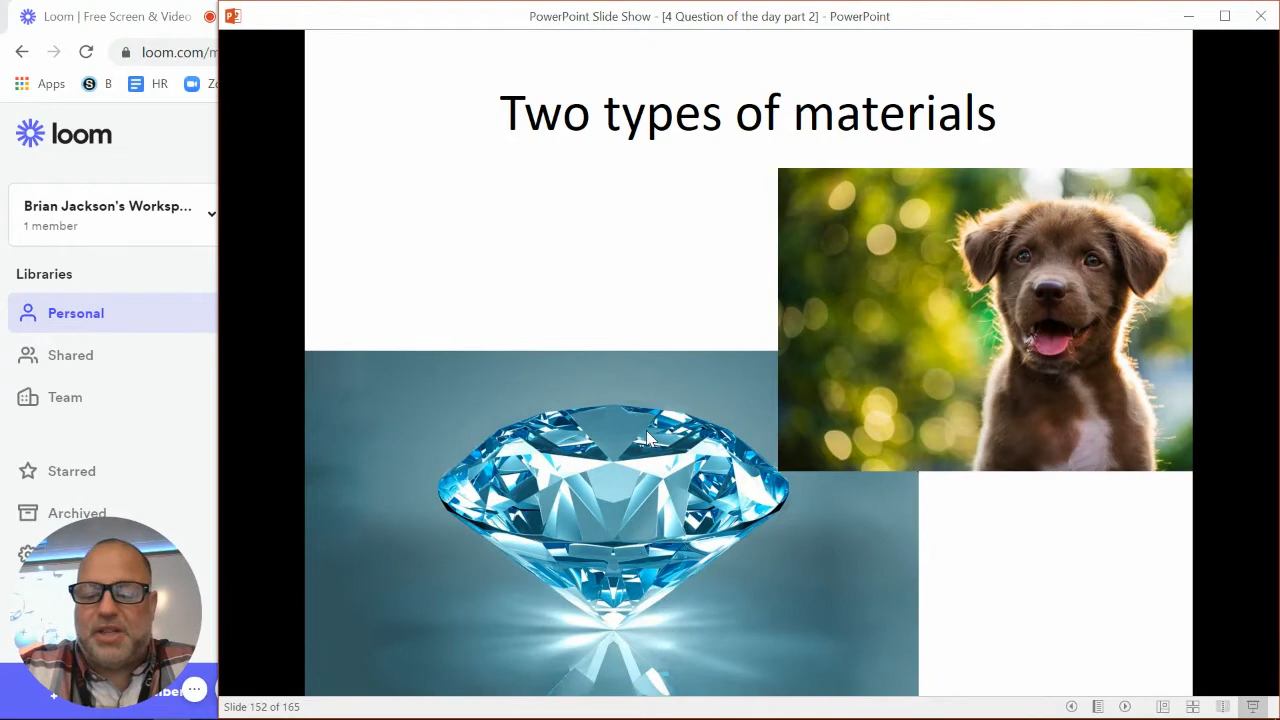 Loom | Free Screen & Video
PowerPoint Slide Show - [4 Question of the day part 2] - PowerPoint
loom.com/m
Apps
B
HR
Zo
loom
Brian Jackson's Worksp...
1 member
Libraries
Personal
Shared
Team
Starred
Archived
Two types of materials
Slide 152 of 165